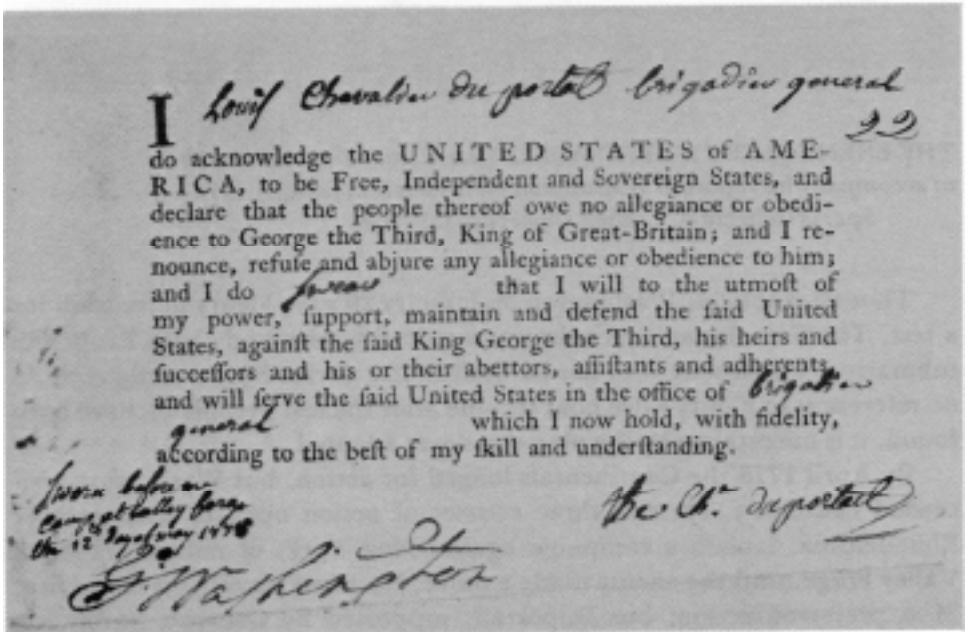 I Louis Chevalier du portail brigadier general
22
do acknowledge the UNITED STATES of AME-
RICA, to be Free, Independent and Sovereign States, and
declare that the people thereof owe no allegiance or obedi-
ence to George the Third, King of Great-Britain; and I re-
nounce, refuſe and abjure any allegiance or obedience to him;
and I do ſwear that I will to the utmoſt of
my power, ſupport, maintain and defend the ſaid United
States, againſt the ſaid King George the Third, his heirs and
ſucceſſors and his or their abettors, aſſiſtants and adherents,
and will ſerve the ſaid United States in the office of brigadier
general which I now hold, with fidelity,
according to the beſt of my ſkill and underſtanding.
Sworn before
Camp at Valley forge
the 12th Day of May 1778
the Chr duportail
G Washington